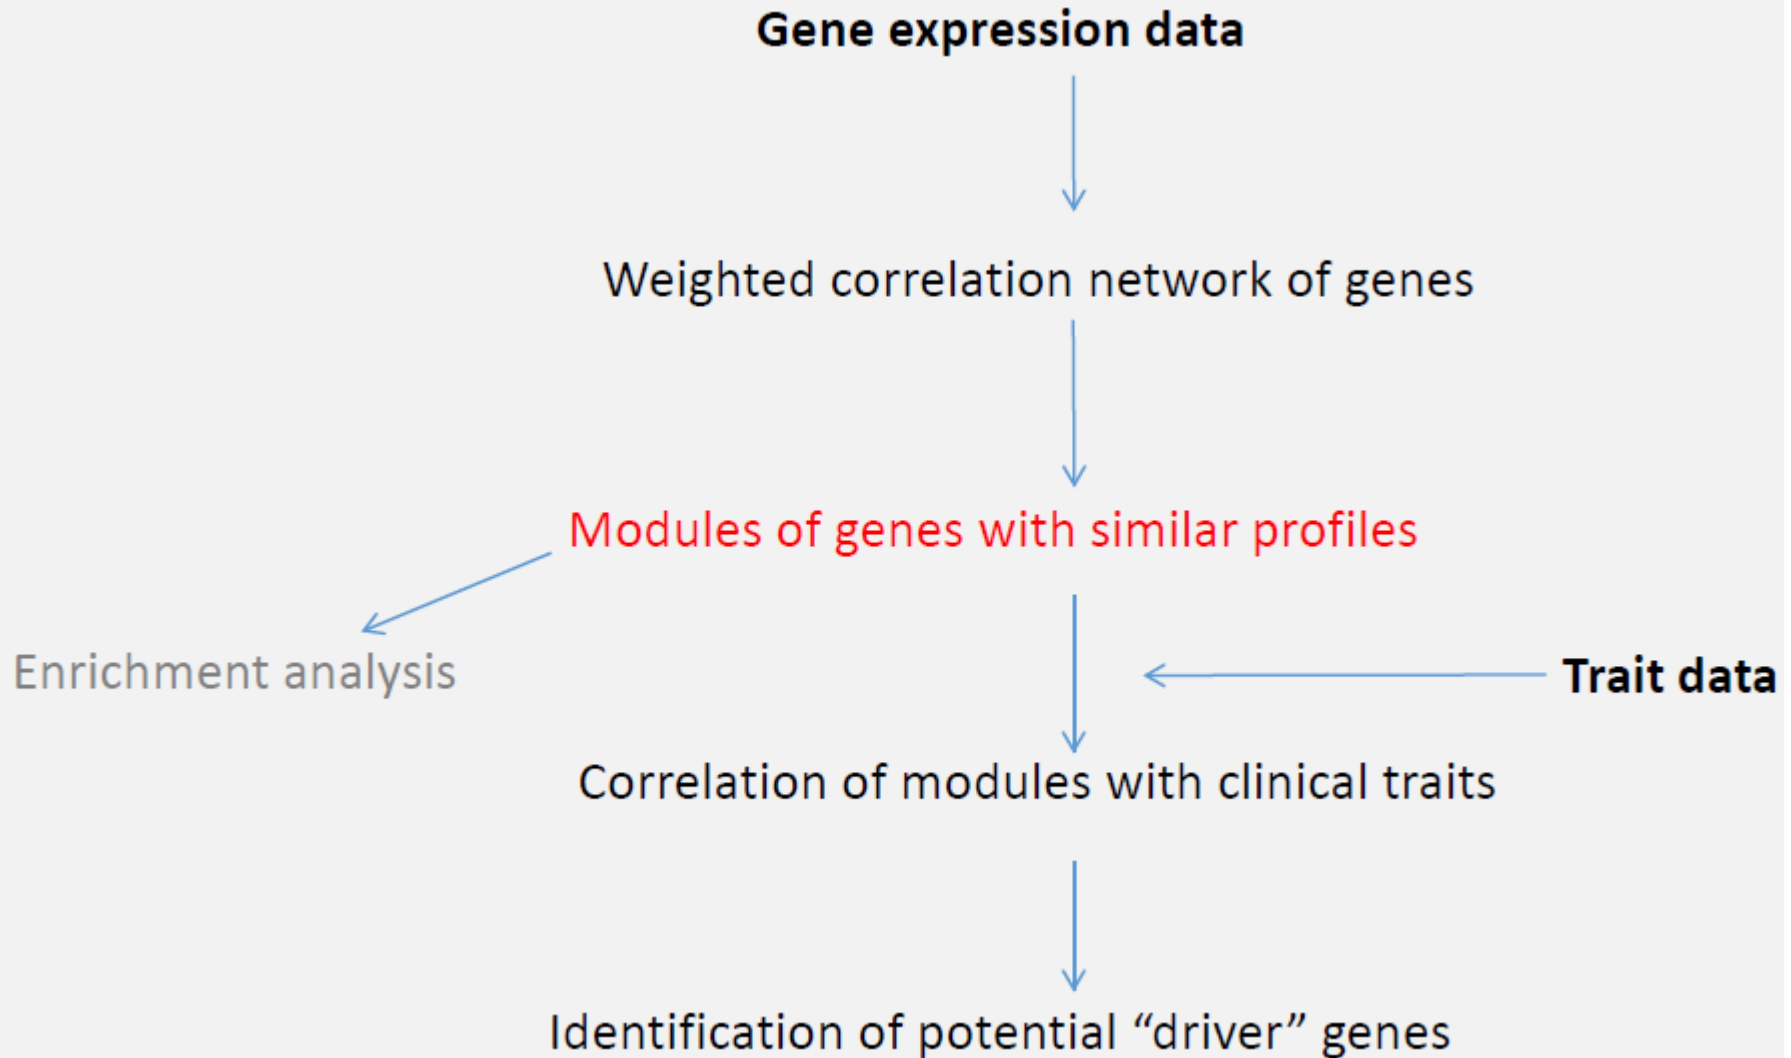 Gene expression data
Weighted correlation network of genes
Modules of genes with similar profiles
Enrichment analysis
Trait data
Correlation of modules with clinical traits
Identification of potential “driver” genes